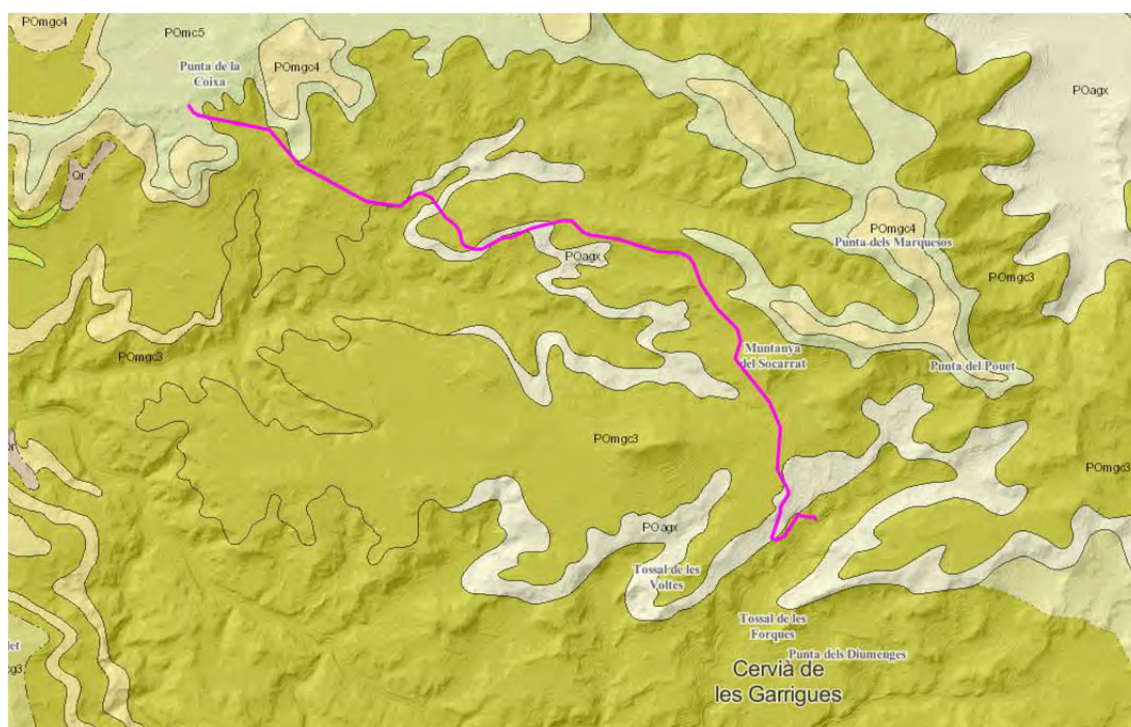 POmgc4
POmc5
Punta de la
Coixa
POmgc4
POagx
Qr
POmgc4
Punta dels Marquesos
POagx
POmgc3
POmgc3
Muntanya
del Socarrat
Punta del Pouet
POmgc3
POmgc3
POagx
Tossal de les
Voltes
Tossal de les
Forques
Punta dels Diumenges
Cervià de
les Garrigues